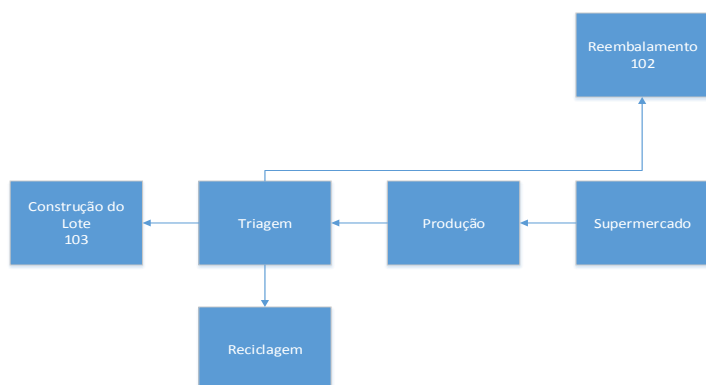 Reembalamento
102
Construção do
Lote
103
Triagem
Produção
Supermercado
Reciclagem